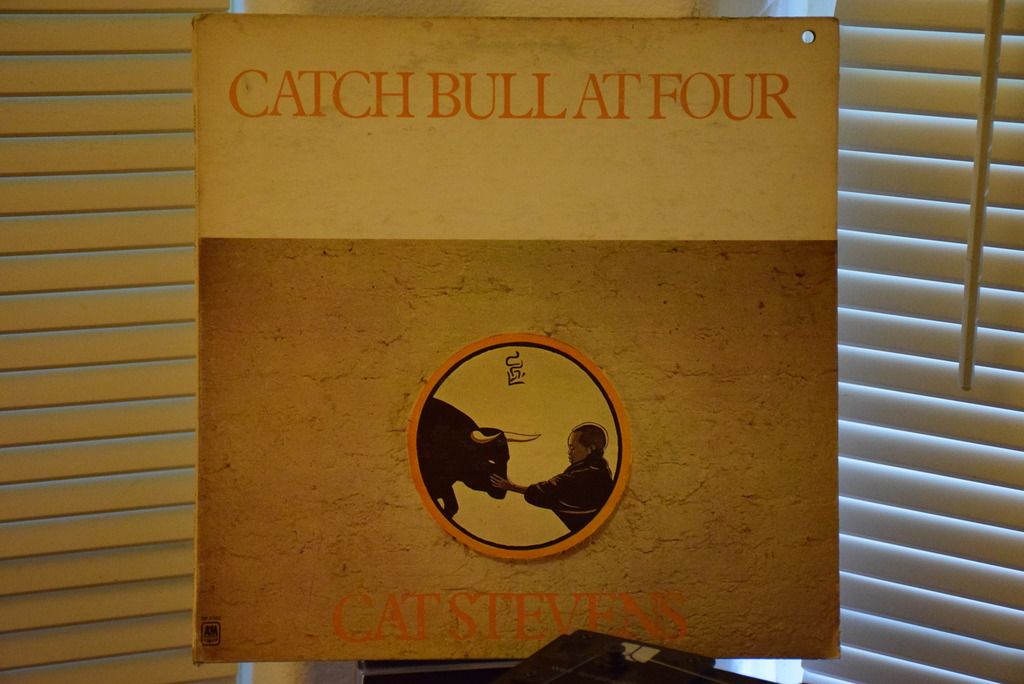 CATCH BULL AT FOUR
CAT STEVENS
A&M